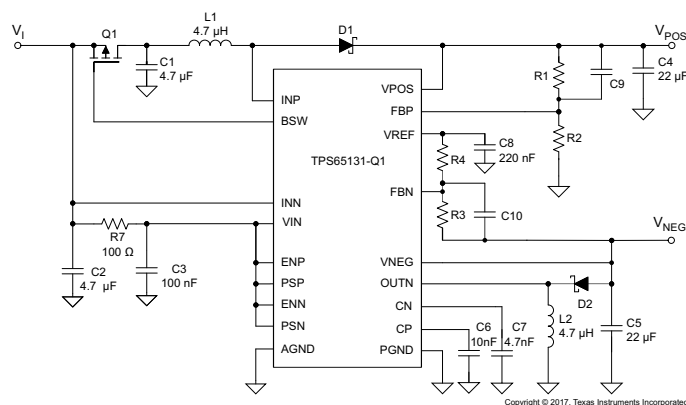 V_I
Q1
L1
4.7 µH
D1
V_POS
C1
4.7 µF
R1
C9
C4
22 µF
INP
VPOS
BSW
FBP
R2
VREF
C8
220 nF
TPS65131-Q1
R4
INN
FBN
VIN
R3
C10
R7
100 Ω
V_NEG
ENP
VNEG
C2
4.7 µF
C3
100 nF
PSP
OUTN
D2
ENN
CN
L2
4.7 µH
C5
22 µF
PSN
CP
C6
10nF
C7
4.7nF
AGND
PGND
Copyright © 2017, Texas Instruments Incorporated